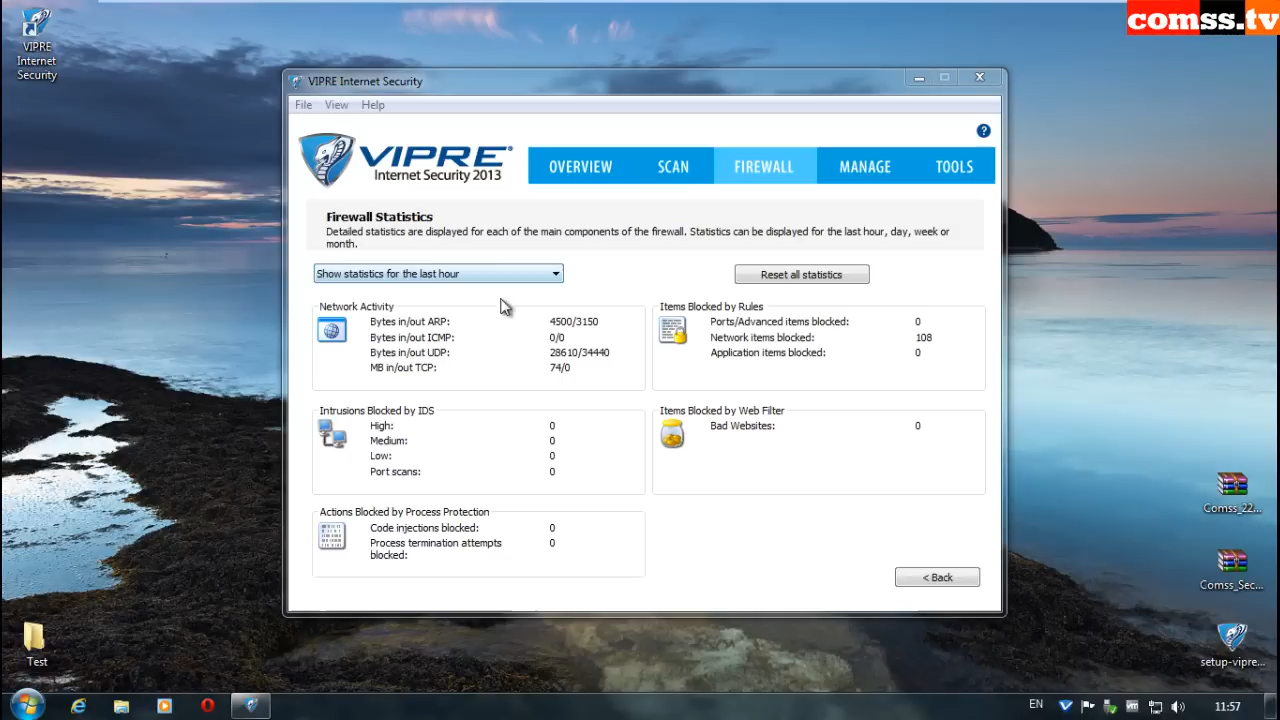 comss.tv
VIPRE
Internet
Security
VIPRE Internet Security
File View Help
?
VIPRE®
Internet Security 2013
OVERVIEW SCAN FIREWALL MANAGE TOOLS
Firewall Statistics
Detailed statistics are displayed for each of the main components of the firewall. Statistics can be displayed for the last hour, day, week or
month.
Show statistics for the last hour
Reset all statistics
Network Activity
Bytes in/out ARP: 4500/3150
Bytes in/out ICMP: 0/0
Bytes in/out UDP: 28610/34440
MB in/out TCP: 74/0
Items Blocked by Rules
Ports/Advanced items blocked: 0
Network items blocked: 108
Application items blocked: 0
Intrusions Blocked by IDS
High: 0
Medium: 0
Low: 0
Port scans: 0
Items Blocked by Web Filter
Bad Websites: 0
Actions Blocked by Process Protection
Code injections blocked: 0
Process termination attempts 0
blocked:
< Back
Comss_22...
Comss_Sec...
setup-vipre...
Test
EN
11:57